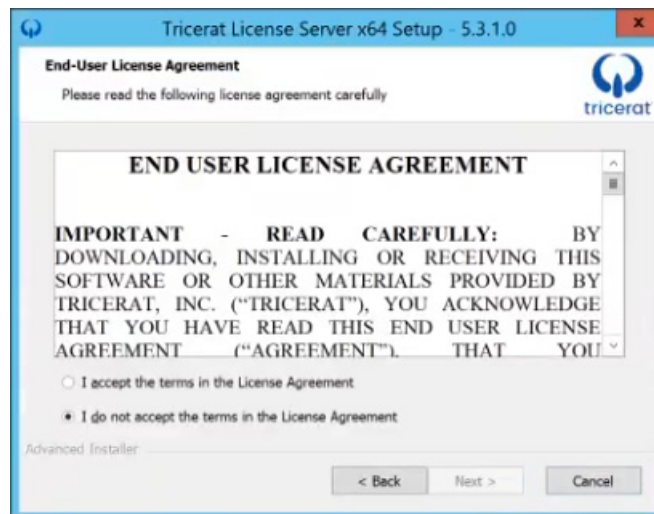 Tricerat License Server x64 Setup - 5.3.1.0
x
End-User License Agreement
Please read the following license agreement carefully
tricerat
END USER LICENSE AGREEMENT
IMPORTANT - READ CAREFULLY: BY
DOWNLOADING, INSTALLING OR RECEIVING THIS
SOFTWARE OR OTHER MATERIALS PROVIDED BY
TRICERAT, INC. (“TRICERAT”), YOU ACKNOWLEDGE
THAT YOU HAVE READ THIS END USER LICENSE
AGREEMENT (“AGREEMENT”), THAT YOU
I accept the terms in the License Agreement
I do not accept the terms in the License Agreement
Advanced Installer
< Back Next > Cancel